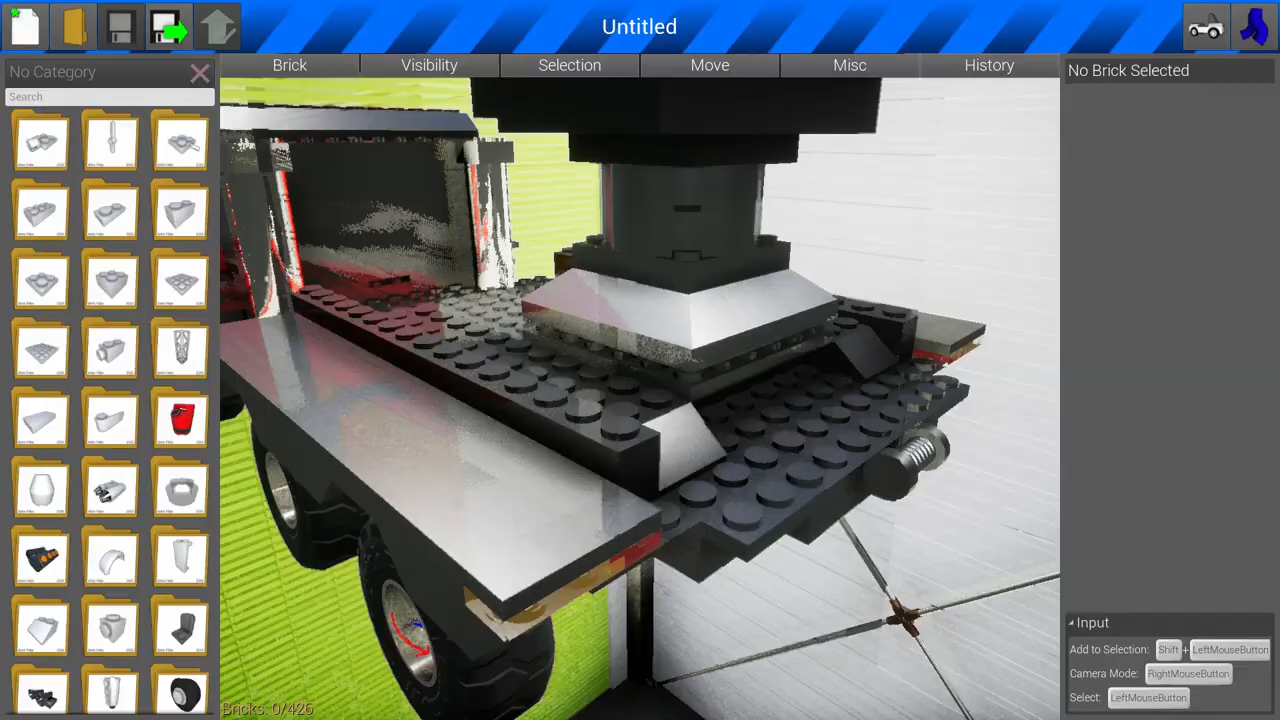 Untitled
No Category
Search
Brick
Visibility
Selection
Move
Misc
History
No Brick Selected
Bricks: 0/426
Input
Add to Selection: Shift + LeftMouseButton
Camera Mode: RightMouseButton
Select: LeftMouseButton